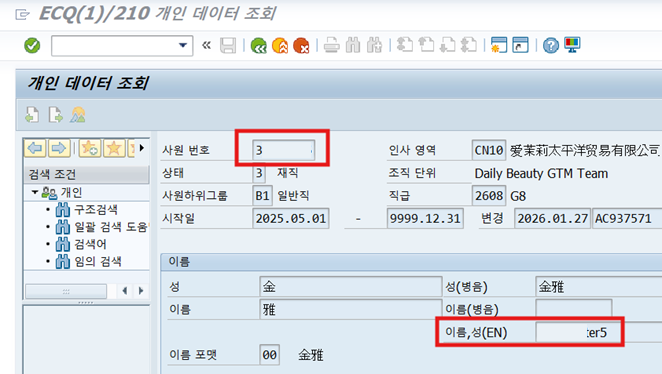 ECQ(1)/210 개인 데이터 조회
개인 데이터 조회
사원 번호 3 인사 영역 CN10 爱茉莉太平洋贸易有限公司
검색 조건 상태 3 재직 조직 단위 Daily Beauty GTM Team
개인 사원하위그룹 B1 일반직 직급 2608 G8
구조검색 시작일 2025.05.01 - 9999.12.31 변경 2026.01.27 AC937571
일괄 검색 도움
검색어
임의 검색
이름
성 金 성(병음) 金雅
이름 雅 이름(병음)
이름,성(EN) ter5
이름 포맷 00 金雅